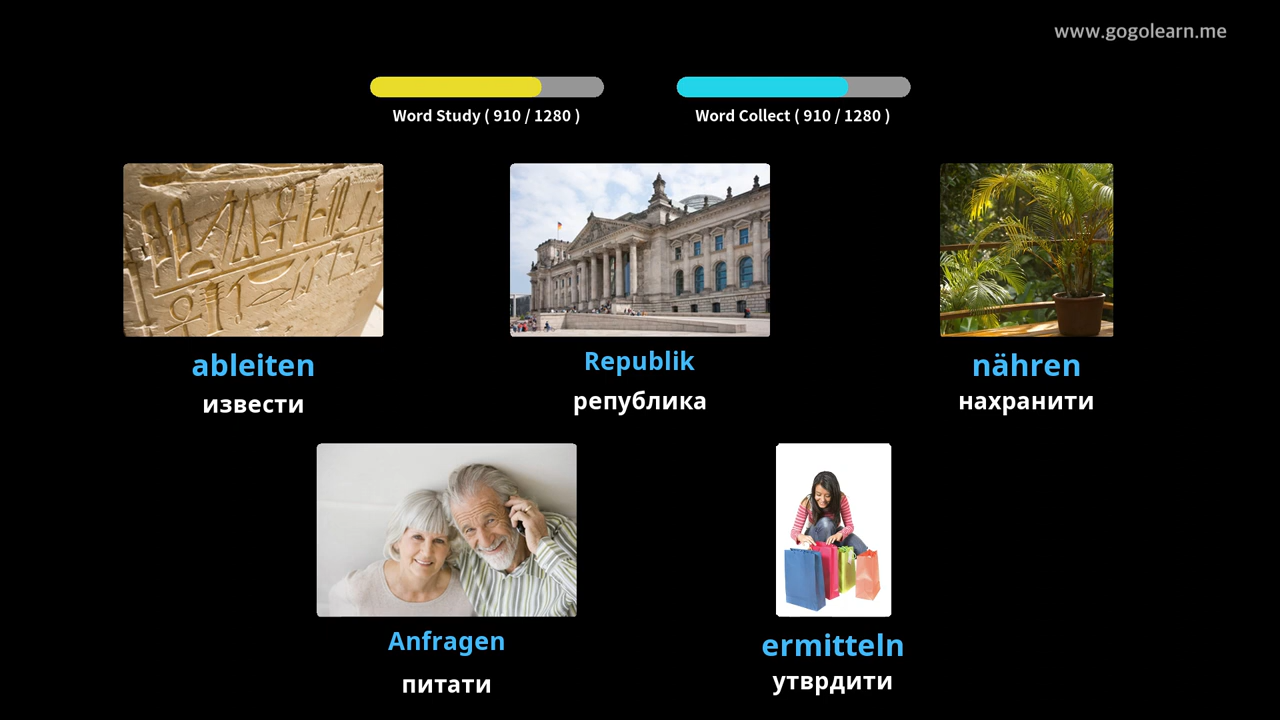 www.gogolearn.me
Word Study ( 910 / 1280 )
Word Collect ( 910 / 1280 )
ableiten
извести
Republik
република
nähren
нахранити
Anfragen
питати
ermitteln
утврдити